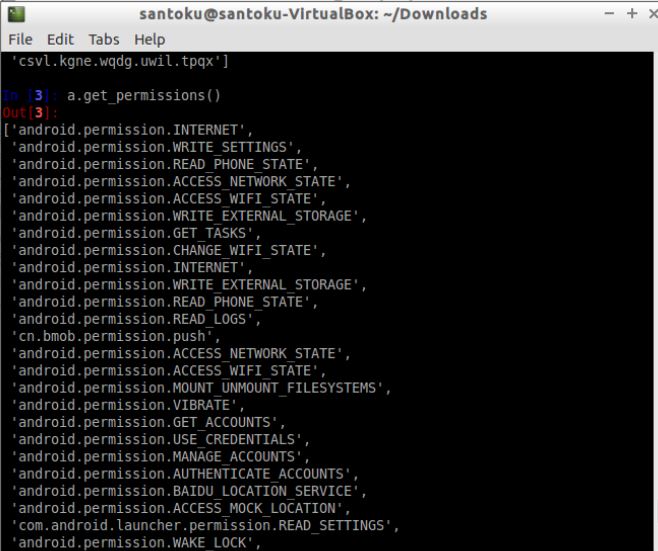 santoku@santoku-VirtualBox: ~/Downloads
File Edit Tabs Help
'csvl.kgne.wqdg.uwil.tpqx']
In [3]: a.get_permissions()
Out[3]:
['android.permission.INTERNET',
'android.permission.WRITE_SETTINGS',
'android.permission.READ_PHONE_STATE',
'android.permission.ACCESS_NETWORK_STATE',
'android.permission.ACCESS_WIFI_STATE',
'android.permission.WRITE_EXTERNAL_STORAGE',
'android.permission.GET_TASKS',
'android.permission.CHANGE_WIFI_STATE',
'android.permission.INTERNET',
'android.permission.WRITE_EXTERNAL_STORAGE',
'android.permission.READ_PHONE_STATE',
'android.permission.READ_LOGS',
'cn.bmob.permission.push',
'android.permission.ACCESS_NETWORK_STATE',
'android.permission.ACCESS_WIFI_STATE',
'android.permission.MOUNT_UNMOUNT_FILESYSTEMS',
'android.permission.VIBRATE',
'android.permission.GET_ACCOUNTS',
'android.permission.USE_CREDENTIALS',
'android.permission.MANAGE_ACCOUNTS',
'android.permission.AUTHENTICATE_ACCOUNTS',
'android.permission.BAIDU_LOCATION_SERVICE',
'android.permission.ACCESS_MOCK_LOCATION',
'com.android.launcher.permission.READ_SETTINGS',
'android.permission.WAKE_LOCK',